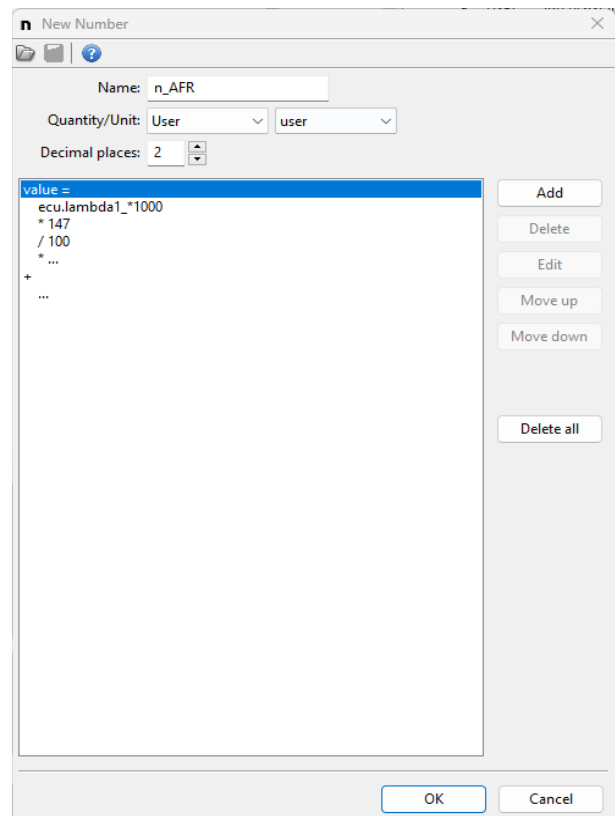 n New Number
Name: n_AFR
Quantity/Unit: User user
Decimal places: 2
value =
ecu.lambda1_*1000
* 147
/ 100
* ...
+
...
Add
Delete
Edit
Move up
Move down
Delete all
OK Cancel